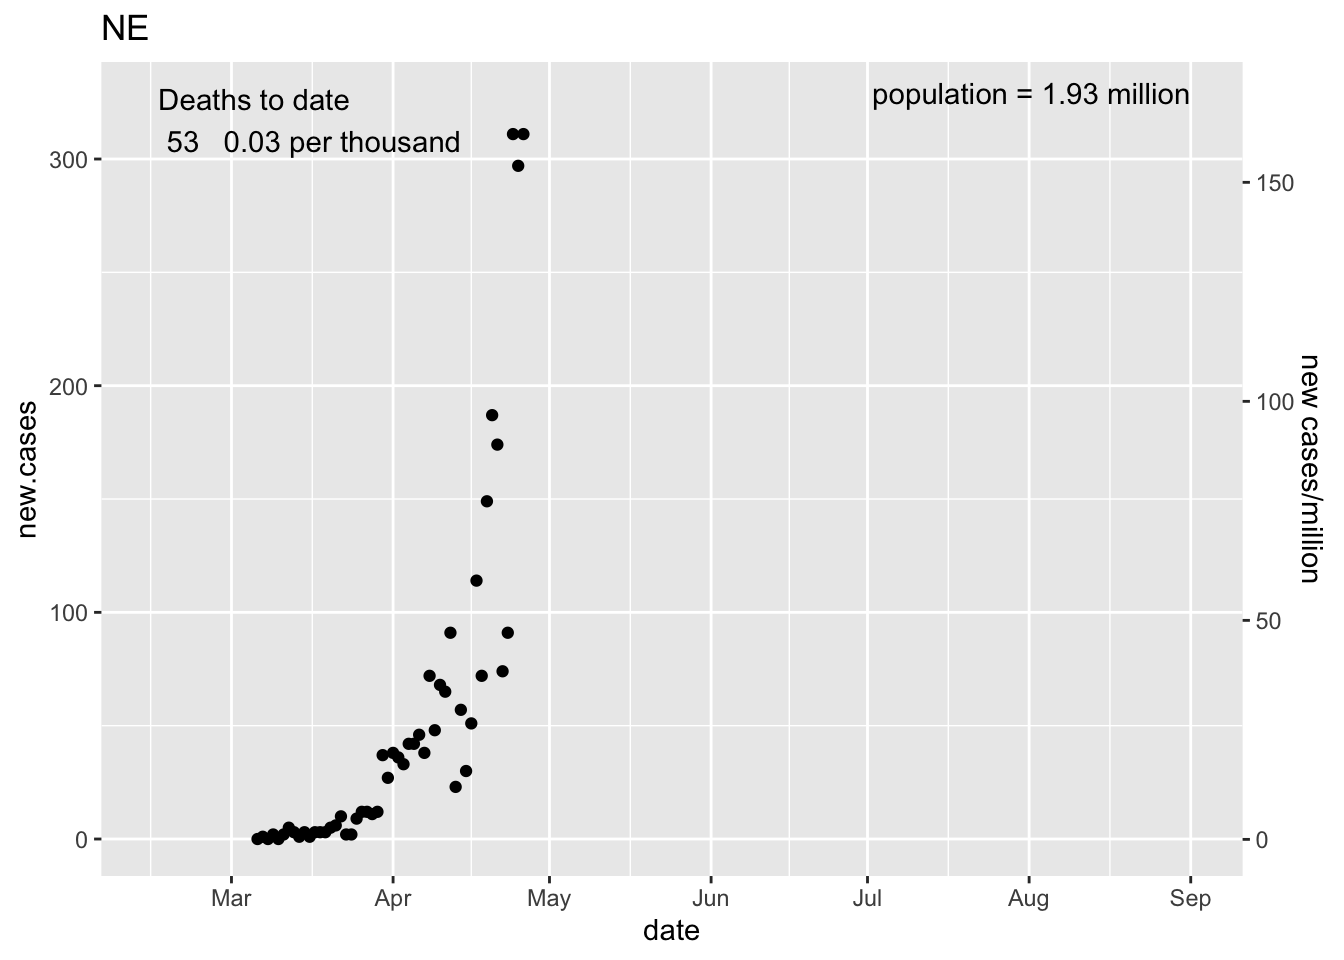 NE
Deaths to date
53 0.03 per thousand
population = 1.93 million
300
200
100
0
new.cases
150
100
50
0
new cases/million
Mar Apr May Jun Jul Aug Sep
date